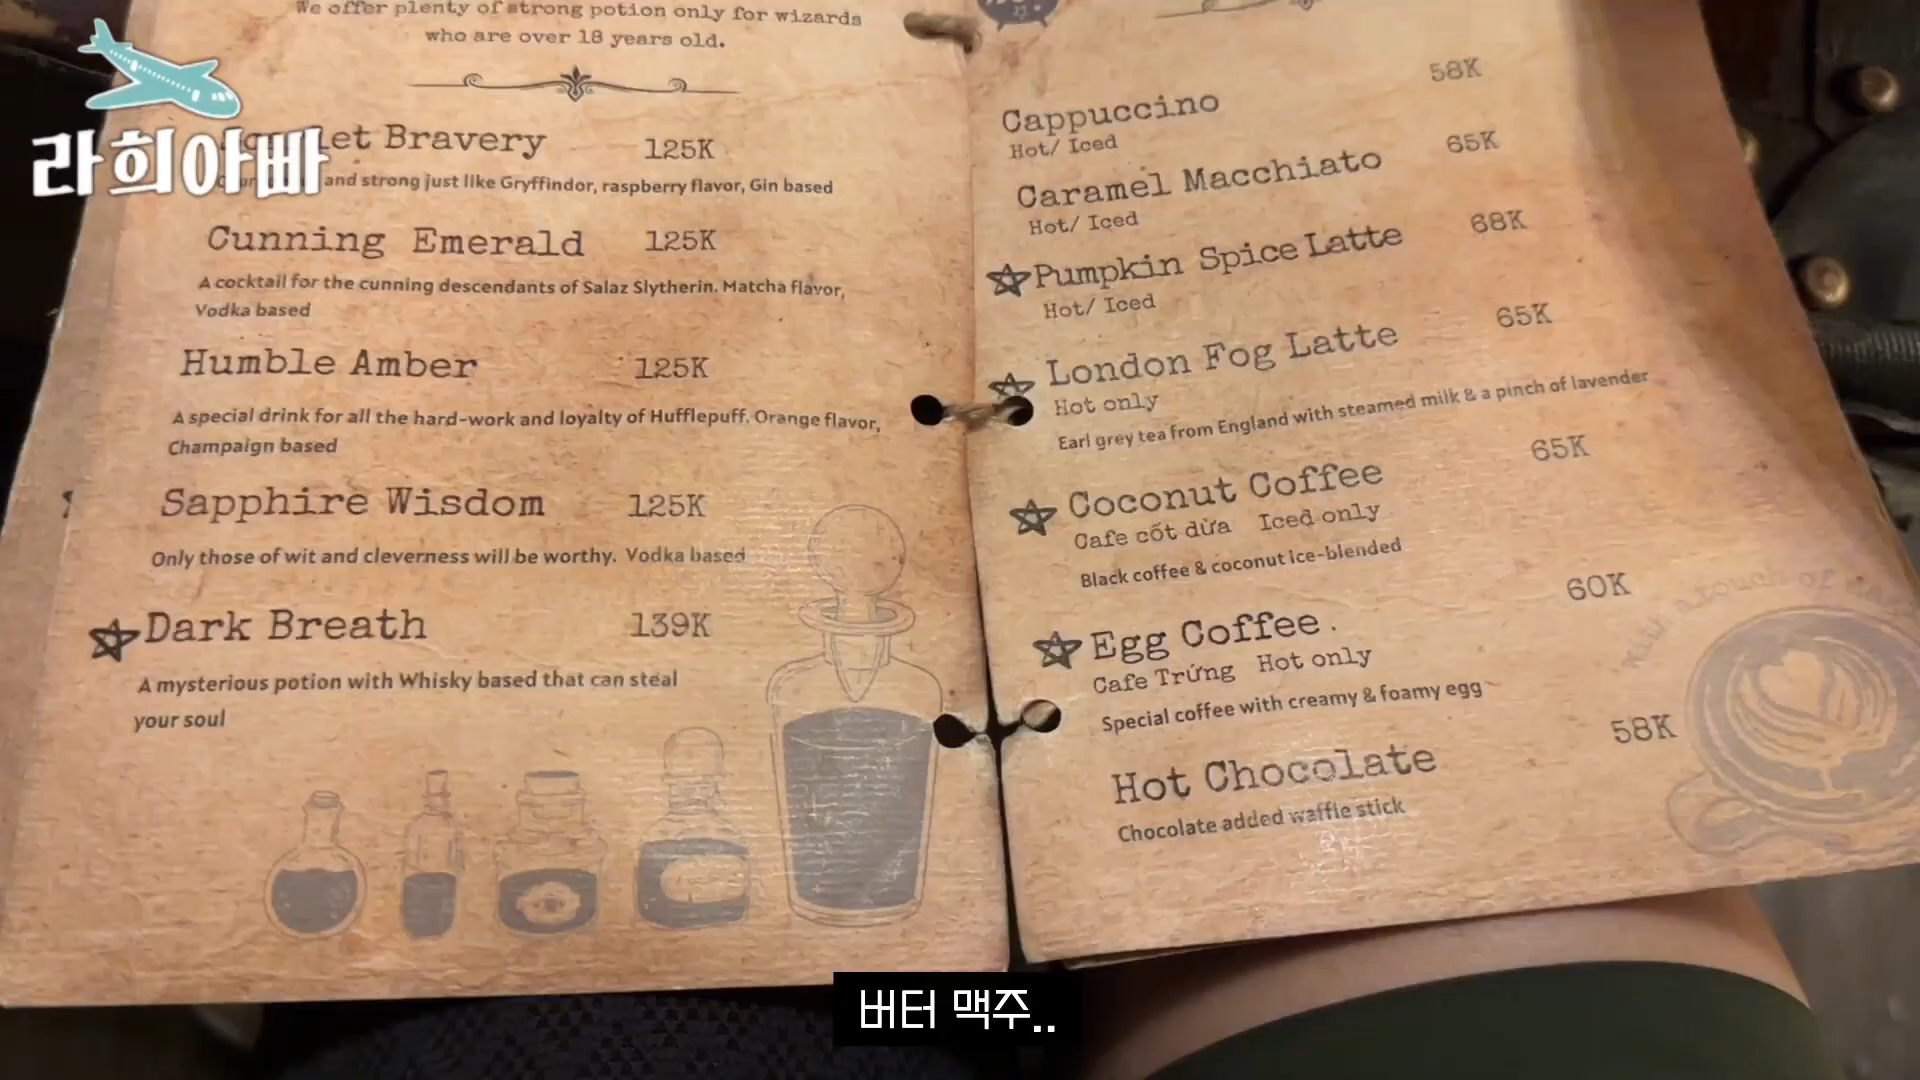 We offer plenty of strong potion only for wizards
who are over 18 years old.
라희아빠
Bravery 125K
and strong just like Gryffindor, raspberry flavor, Gin based
Cunning Emerald 125K
A cocktail for the cunning descendants of Salaz Slytherin. Matcha flavor,
Vodka based
Humble Amber 125K
A special drink for all the hard-work and loyalty of Hufflepuff. Orange flavor,
Champaign based
Sapphire Wisdom 125K
Only those of wit and cleverness will be worthy. Vodka based
Dark Breath 139K
A mysterious potion with Whisky based that can steal
your soul
Cappuccino 58K
Hot/ Iced
Caramel Macchiato 65K
Hot/ Iced
Pumpkin Spice Latte 68K
Hot/ Iced
London Fog Latte 65K
Hot only
Earl grey tea from England with steamed milk & a pinch of lavender
Coconut Coffee 65K
Cafe cốt dừa Iced only
Black coffee & coconut ice-blended
Egg Coffee. 60K
Cafe Trứng Hot only
Special coffee with creamy & foamy egg
Hot Chocolate 58K
Chocolate added waffle stick
with a touch of
버터 맥주..